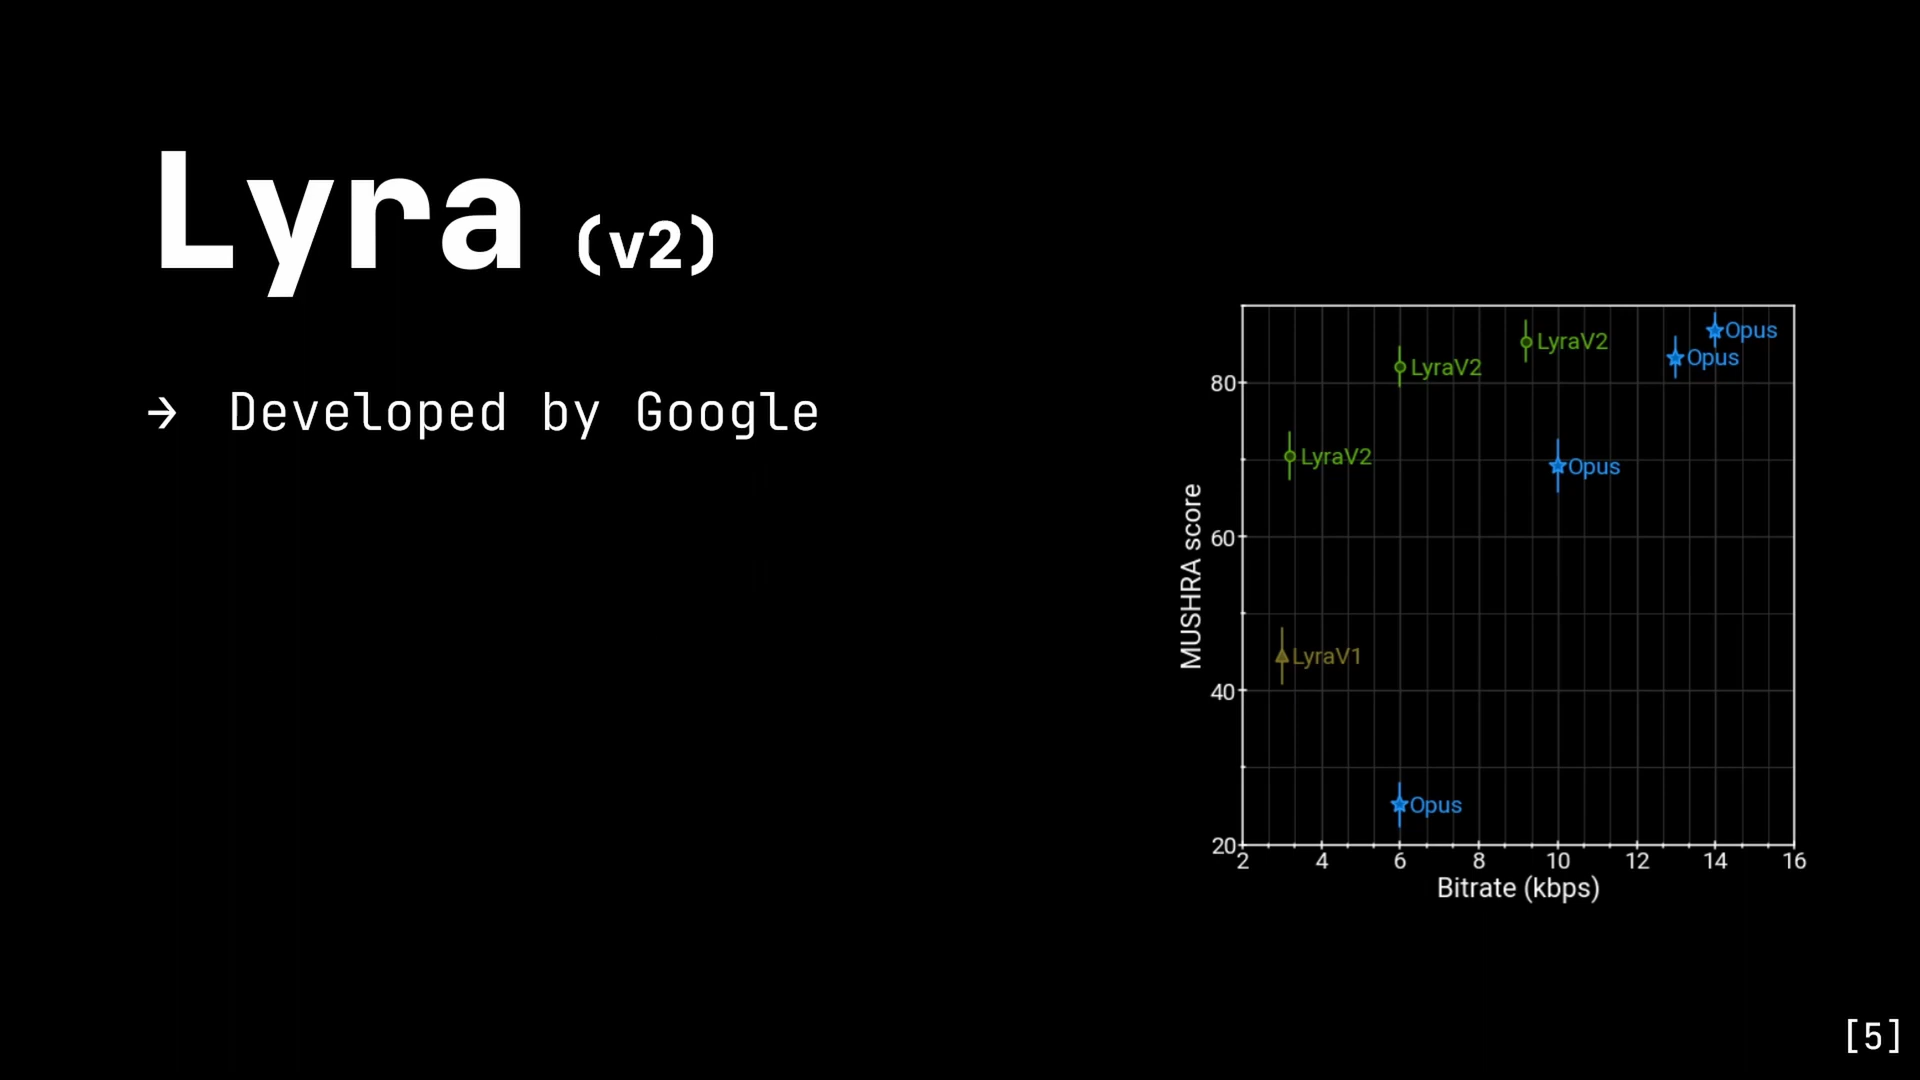 Lyra (v2)
→ Developed by Google
LyraV2
LyraV2
LyraV2
Opus
Opus
Opus
LyraV1
Opus
MUSHRA score
80
60
40
20
2 4 6 8 10 12 14 16
Bitrate (kbps)
[5]